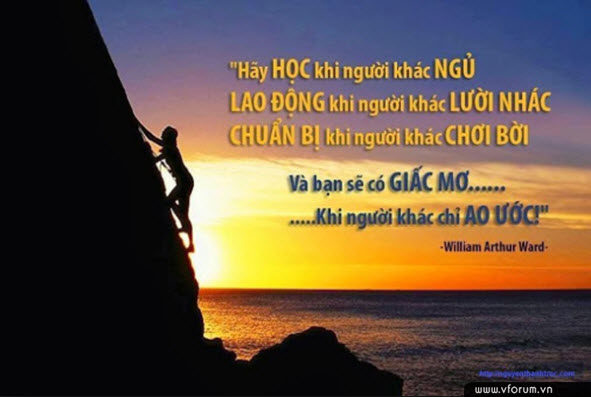 "Hãy HỌC khi người khác NGỦ
LAO ĐỘNG khi người khác LƯỜI NHÁC
CHUẨN BỊ khi người khác CHƠI BỜI
Và bạn sẽ có GIẤC MƠ......
.....Khi người khác chỉ AO ƯỚC!"
-William Arthur Ward-
www.vforum.vn